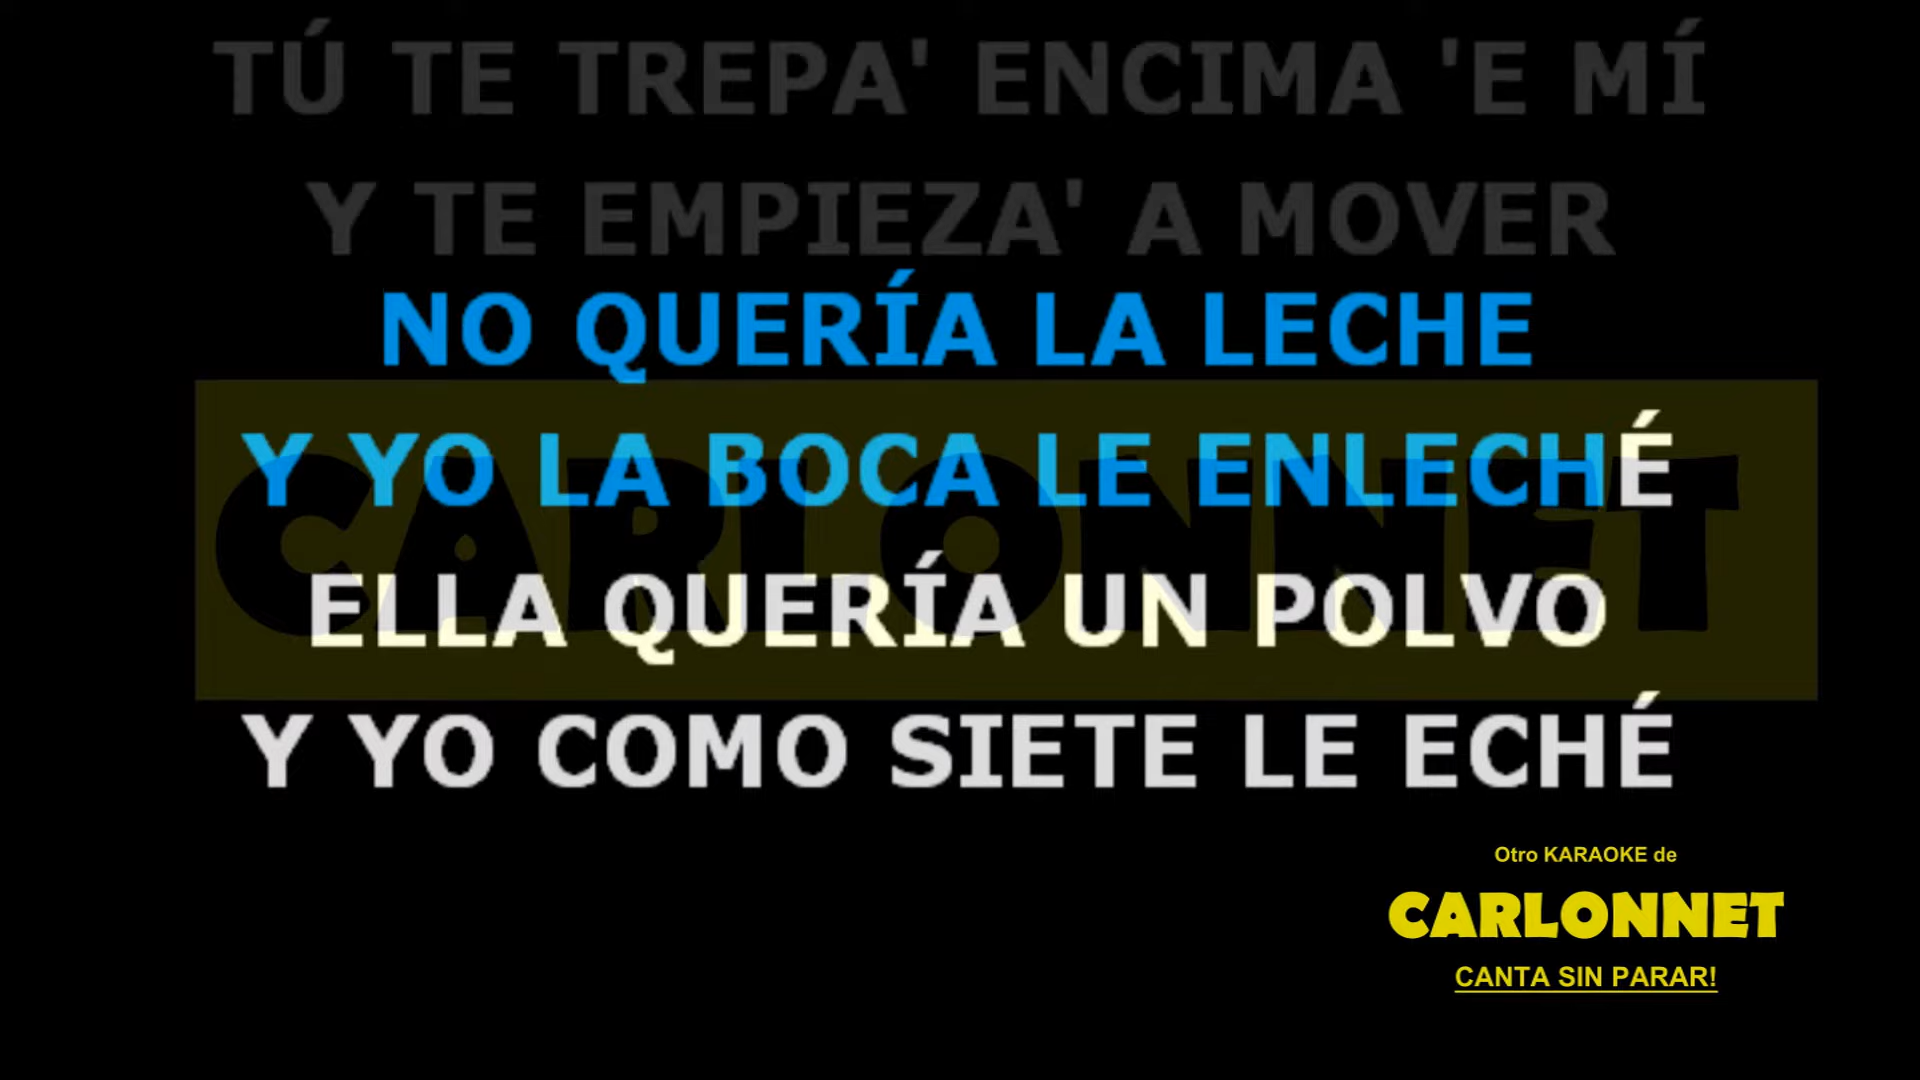 TÚ TE TREPA' ENCIMA 'E MÍ
Y TE EMPIEZA' A MOVER
NO QUERÍA LA LECHE
Y YO LA BOCA LE ENLECHÉ
CARLONNET
ELLA QUERÍA UN POLVO
Y YO COMO SIETE LE ECHÉ
Otro KARAOKE de
CARLONNET
CANTA SIN PARAR!